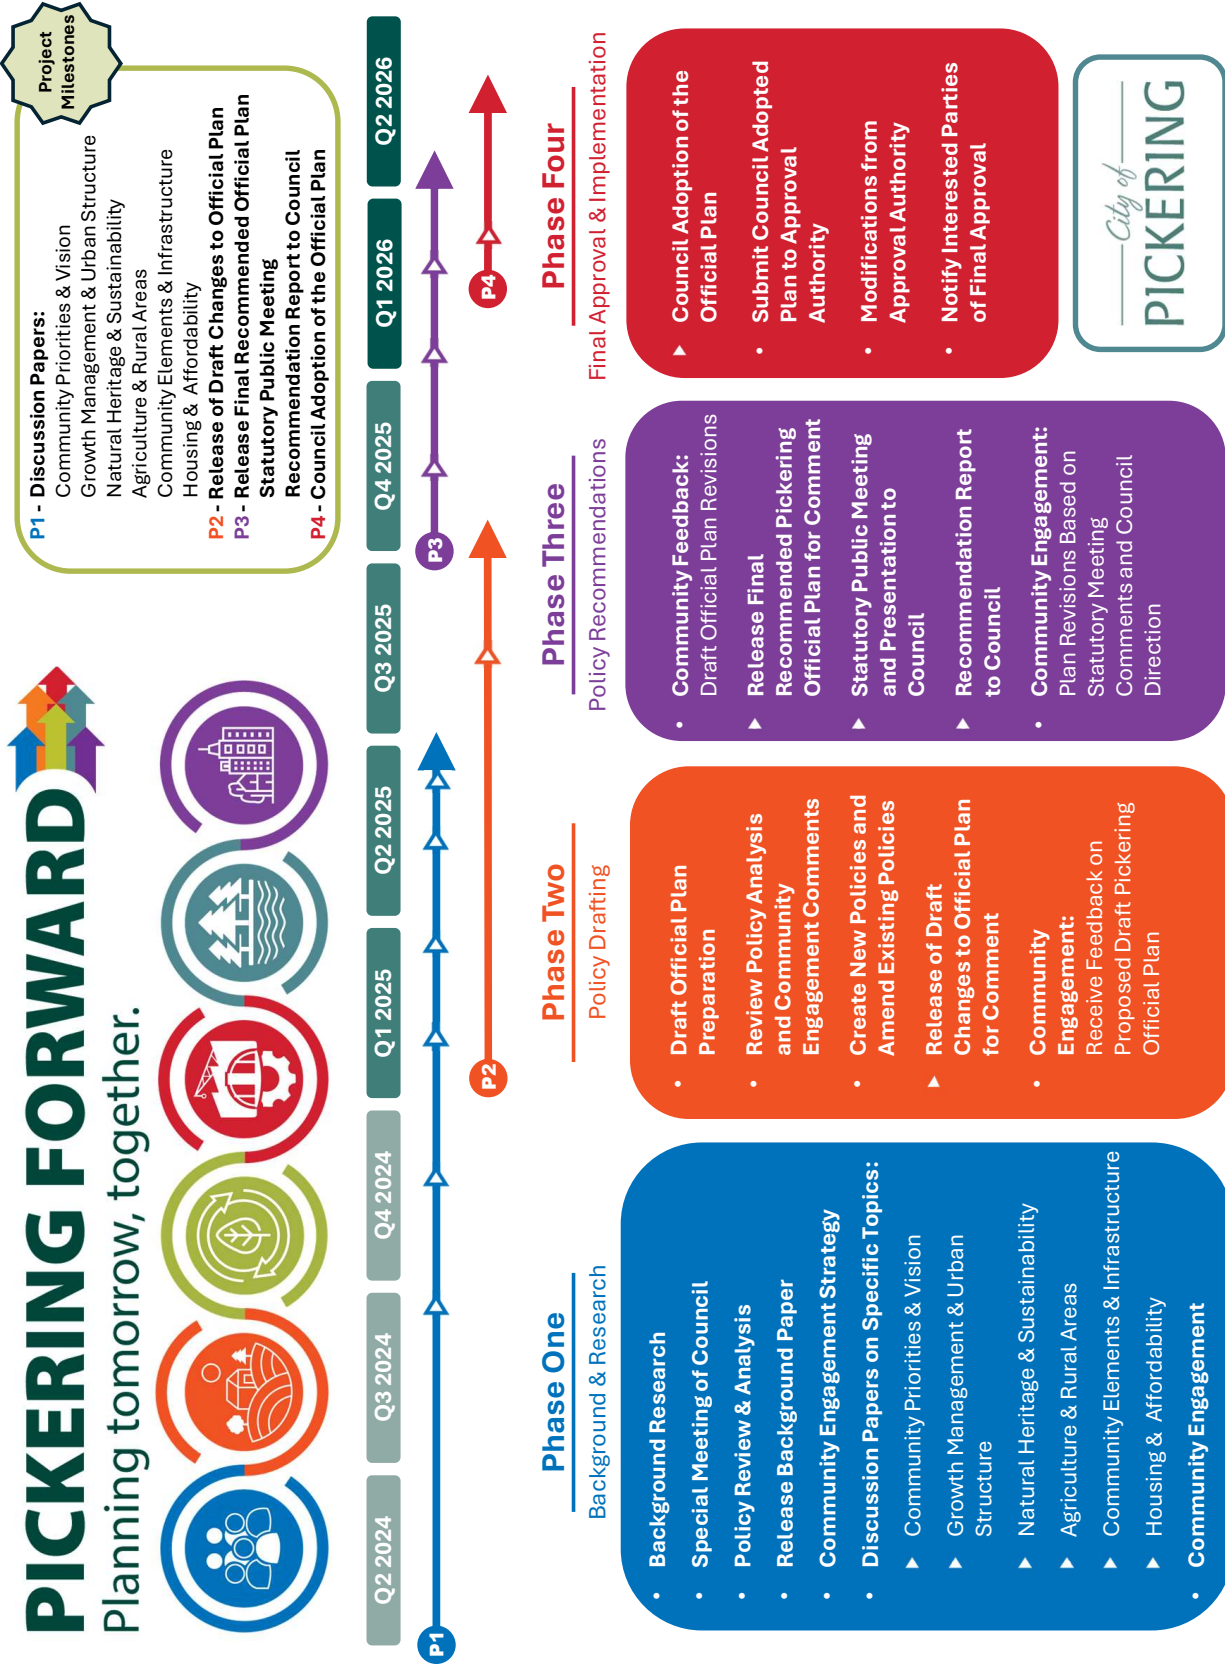 PICKERING FORWARD
Planning tomorrow, together.
Project
Milestones
P1 - Discussion Papers:
Community Priorities & Vision
Growth Management & Urban Structure
Natural Heritage & Sustainability
Agriculture & Rural Areas
Community Elements & Infrastructure
Housing & Affordability
P2 - Release of Draft Changes to Official Plan
P3 - Release Final Recommended Official Plan
Statutory Public Meeting
Recommendation Report to Council
P4 - Council Adoption of the Official Plan
Q2 2024
Q3 2024
Q4 2024
Q1 2025
Q2 2025
Q3 2025
Q4 2025
Q1 2026
Q2 2026
P1
P2
P3
P4
Phase One
Background & Research
• Background Research
• Special Meeting of Council
• Policy Review & Analysis
• Release Background Paper
• Community Engagement Strategy
• Discussion Papers on Specific Topics:
Community Priorities & Vision
Growth Management & Urban
Structure
Natural Heritage & Sustainability
Agriculture & Rural Areas
Community Elements & Infrastructure
Housing & Affordability
• Community Engagement
Phase Two
Policy Drafting
• Draft Official Plan
Preparation
• Review Policy Analysis
and Community
Engagement Comments
• Create New Policies and
Amend Existing Policies
Release of Draft
Changes to Official Plan
for Comment
• Community
Engagement:
Receive Feedback on
Proposed Draft Pickering
Official Plan
Phase Three
Policy Recommendations
• Community Feedback:
Draft Official Plan Revisions
Release Final
Recommended Pickering
Official Plan for Comment
Statutory Public Meeting
and Presentation to
Council
Recommendation Report
to Council
• Community Engagement:
Plan Revisions Based on
Statutory Meeting
Comments and Council
Direction
Phase Four
Final Approval & Implementation
Council Adoption of the
Official Plan
• Submit Council Adopted
Plan to Approval
Authority
• Modifications from
Approval Authority
• Notify Interested Parties
of Final Approval
City of
PICKERING